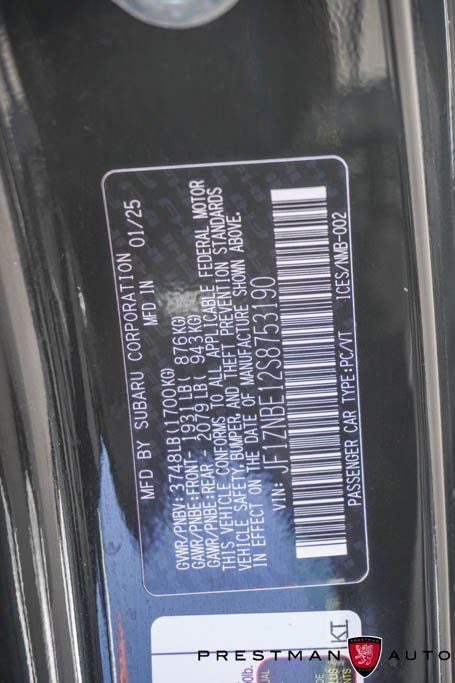 MFD BY SUBARU CORPORATION 01/25
MFD IN
GVWR/PNBV: 3748LB(1700KG)
GAWR/PNBE:FRONT- 1931LB( 876KG)
GAWR/PNBE:REAR - 2079LB( 943KG)
THIS VEHICLE CONFORMS TO ALL APPLICABLE FEDERAL MOTOR
VEHICLE SAFETY,BUMPER AND THEFT PREVENTION STANDARDS
IN EFFECT ON THE DATE OF MANUFACTURE SHOWN ABOVE.
VIN: JF1ZNBE12S8753190
PASSENGER CAR TYPE:PC/VT ICES/NMB-002
KI
PRESTMAN AUTO